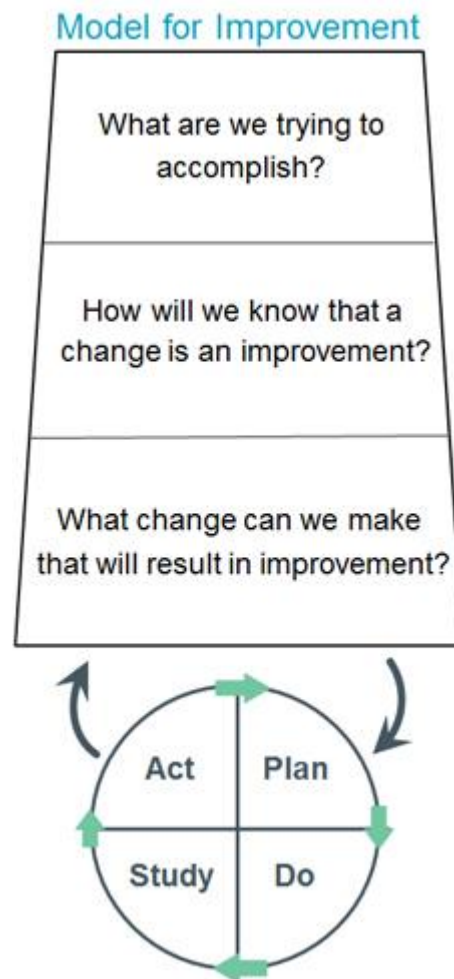 Model for Improvement
What are we trying to
accomplish?
How will we know that a
change is an improvement?
What change can we make
that will result in improvement?
Act
Plan
Study
Do